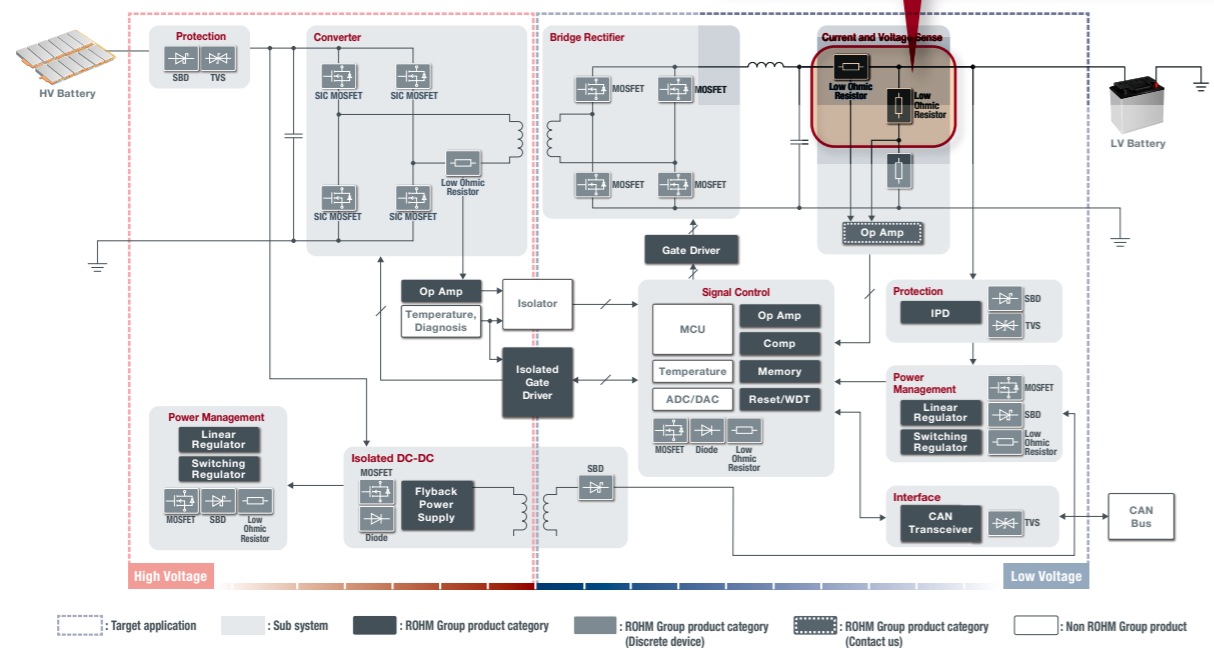 Protection
SBD
TVS
HV Battery
Converter
SIC MOSFET
SIC MOSFET
SIC MOSFET
SIC MOSFET
Low Ohmic
Resistor
Bridge Rectifier
MOSFET
MOSFET
MOSFET
MOSFET
Current and Voltage Sense
Low Ohmic
Resistor
Low
Ohmic
Resistor
Op Amp
LV Battery
Gate Driver
Op Amp
Temperature,
Diagnosis
Isolator
Isolated
Gate
Driver
Signal Control
MCU
Op Amp
Comp
Temperature
Memory
ADC/DAC
Reset/WDT
MOSFET
Diode
Low
Ohmic
Resistor
Protection
IPD
SBD
TVS
Power
Management
MOSFET
Linear
Regulator
SBD
Switching
Regulator
Low
Ohmic
Resistor
Interface
CAN
Transceiver
TVS
CAN
Bus
Power Management
Linear
Regulator
Switching
Regulator
MOSFET
SBD
Low
Ohmic
Resistor
Isolated DC-DC
MOSFET
Diode
Flyback
Power
Supply
SBD
High Voltage
Low Voltage
: Target application
: Sub system
: ROHM Group product category
: ROHM Group product category
(Discrete device)
: ROHM Group product category
(Contact us)
: Non ROHM Group product